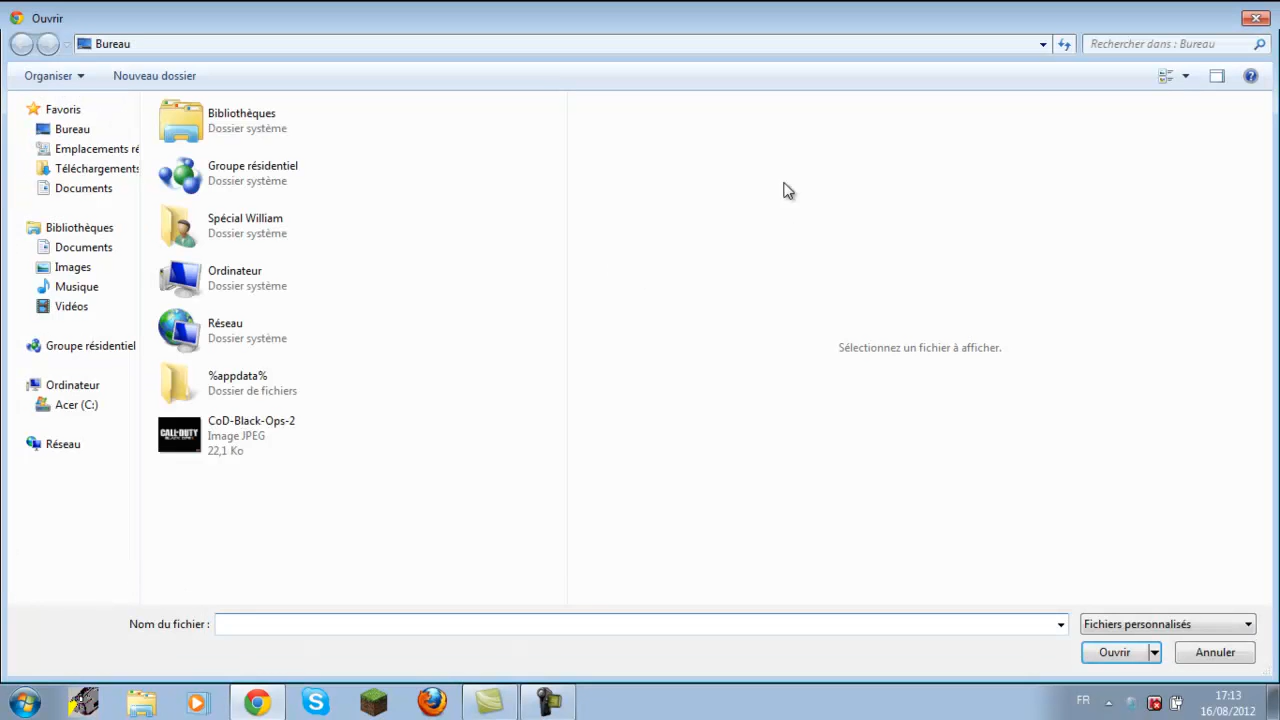 Ouvrir
Bureau
Rechercher dans : Bureau
Organiser
Nouveau dossier
Favoris
Bureau
Emplacements ré
Téléchargements
Documents
Bibliothèques
Documents
Images
Musique
Vidéos
Groupe résidentiel
Ordinateur
Acer (C:)
Réseau
Bibliothèques
Dossier système
Groupe résidentiel
Dossier système
Spécial William
Dossier système
Ordinateur
Dossier système
Réseau
Dossier système
%appdata%
Dossier de fichiers
CALL OF DUTY
CoD-Black-Ops-2
Image JPEG
22,1 Ko
Sélectionnez un fichier à afficher.
Nom du fichier :
Fichiers personnalisés
Ouvrir
Annuler
FR
17:13
16/08/2012